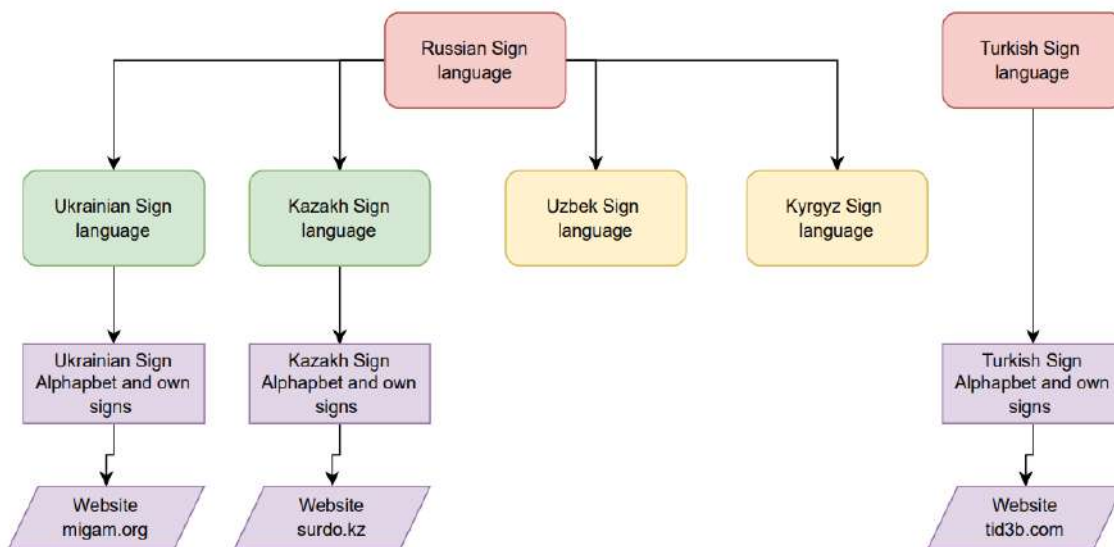 Russian Sign
language
Turkish Sign
language
Ukrainian Sign
language
Kazakh Sign
language
Uzbek Sign
language
Kyrgyz Sign
language
Ukrainian Sign
Alphapbet and own
signs
Kazakh Sign
Alphapbet and own
signs
Turkish Sign
Alphapbet and own
signs
Website
migam.org
Website
surdo.kz
Website
tid3b.com